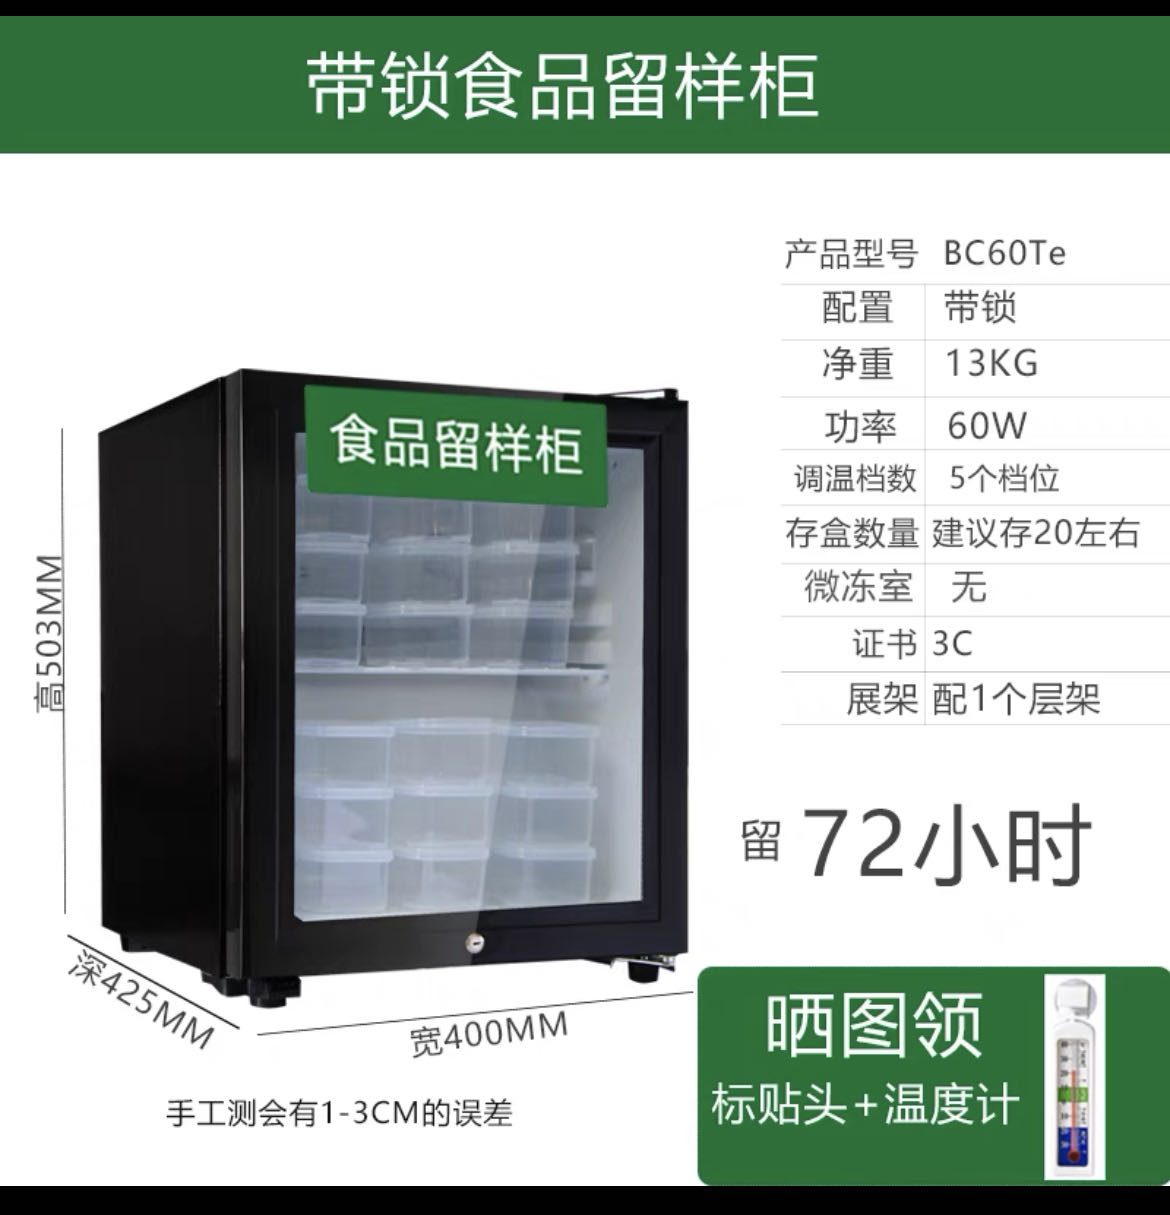 带锁食品留样柜
食品留样柜
产品型号 BC60Te
配置 带锁
净重 13KG
功率 60W
调温档数 5个档位
存盒数量 建议存20左右
微冻室 无
证书 3C
展架 配1个层架
留72小时
高503MM
深425MM
宽400MM
手工测会有1-3CM的误差
晒图领
标贴头+温度计